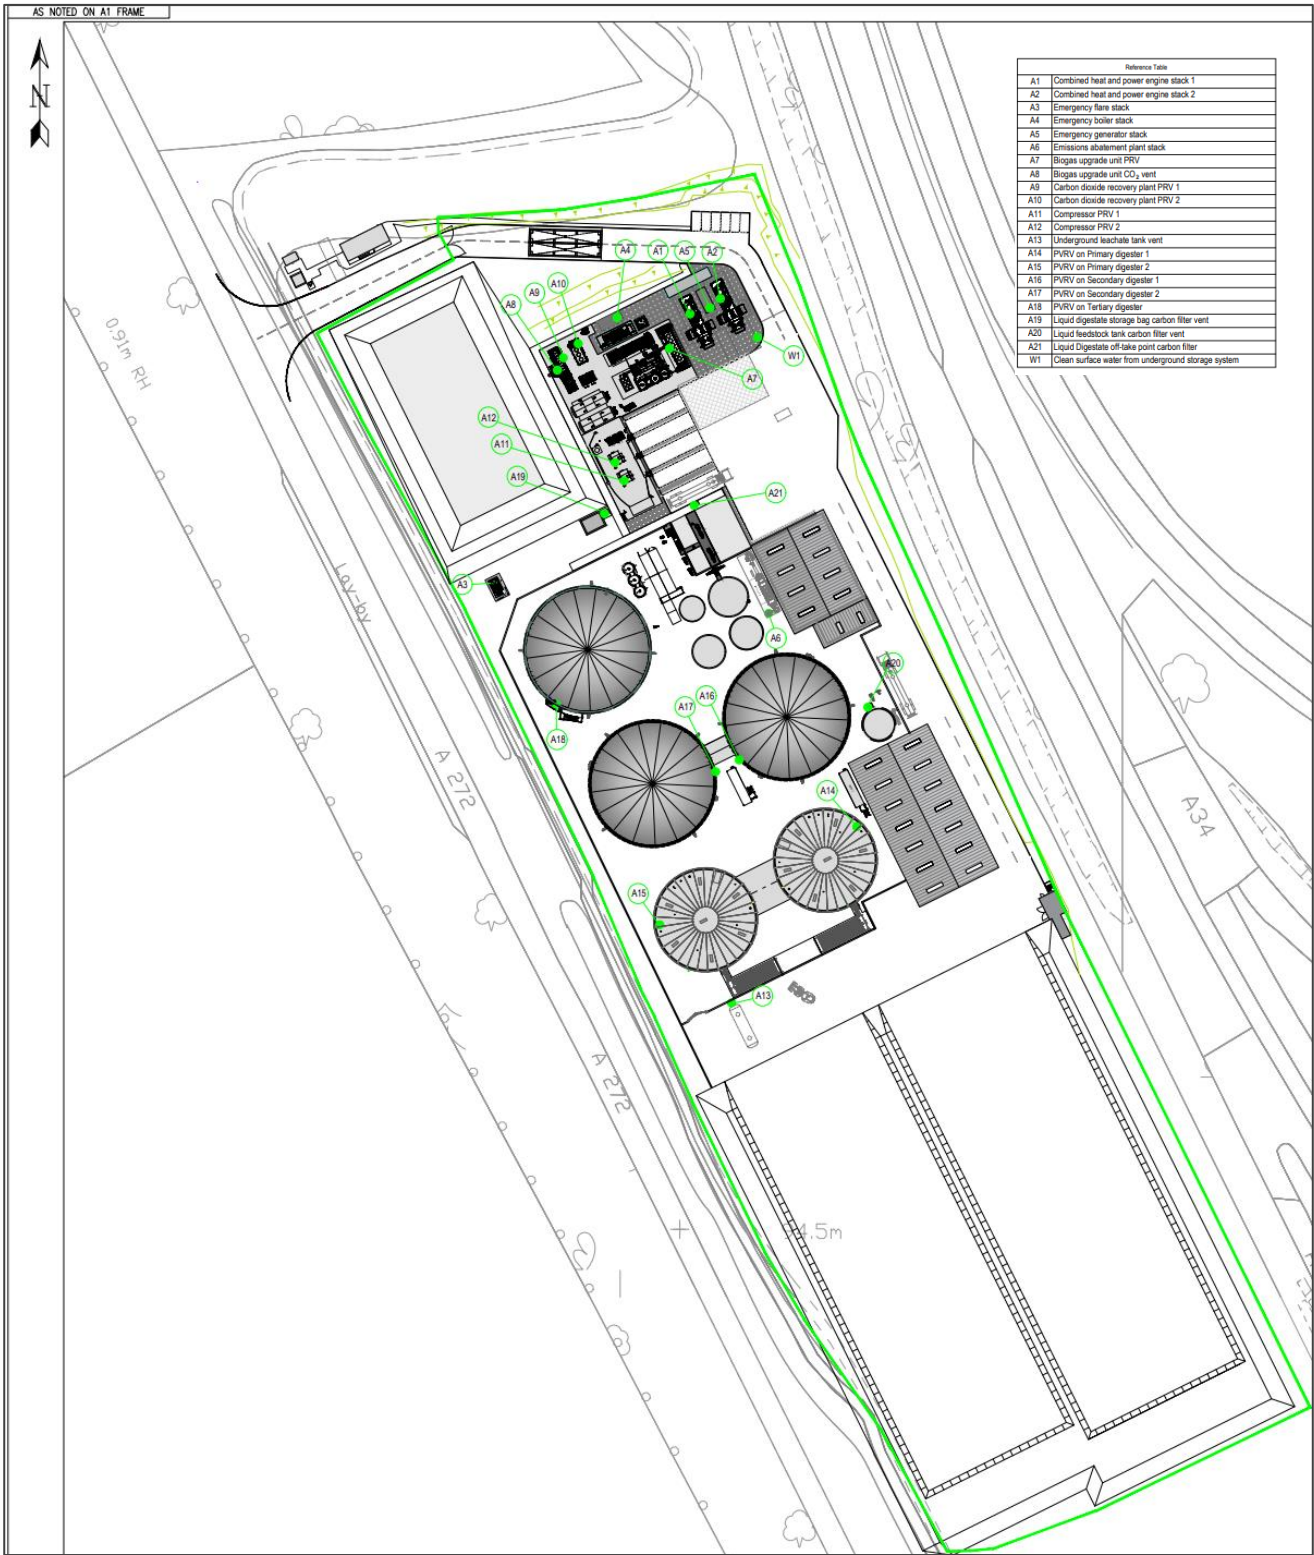 AS NOTED ON A1 FRAME
N
Reference Table
A1 Combined heat and power engine stack 1
A2 Combined heat and power engine stack 2
A3 Emergency flare stack
A4 Emergency boiler stack
A5 Emergency generator stack
A6 Emissions abatement plant stack
A7 Biogas upgrade unit PRV
A8 Biogas upgrade unit CO₂ vent
A9 Carbon dioxide recovery plant PRV 1
A10 Carbon dioxide recovery plant PRV 2
A11 Compressor PRV 1
A12 Compressor PRV 2
A13 Underground leachate tank vent
A14 PVRV on Primary digester 1
A15 PVRV on Primary digester 2
A16 PVRV on Secondary digester 1
A17 PVRV on Secondary digester 2
A18 PVRV on Tertiary digester
A19 Liquid digestate storage bag carbon filter vent
A20 Liquid feedstock tank carbon filter vent
A21 Liquid Digestate off-take point carbon filter
W1 Clean surface water from underground storage system
A4
A1
A5
A2
A10
A9
A8
W1
A7
0.91m RH
A12
A11
A19
A21
A3
Lay-by
A6
A20
A16
A17
A18
A 272
A14
A34
A15
A13
A 272
94.5m